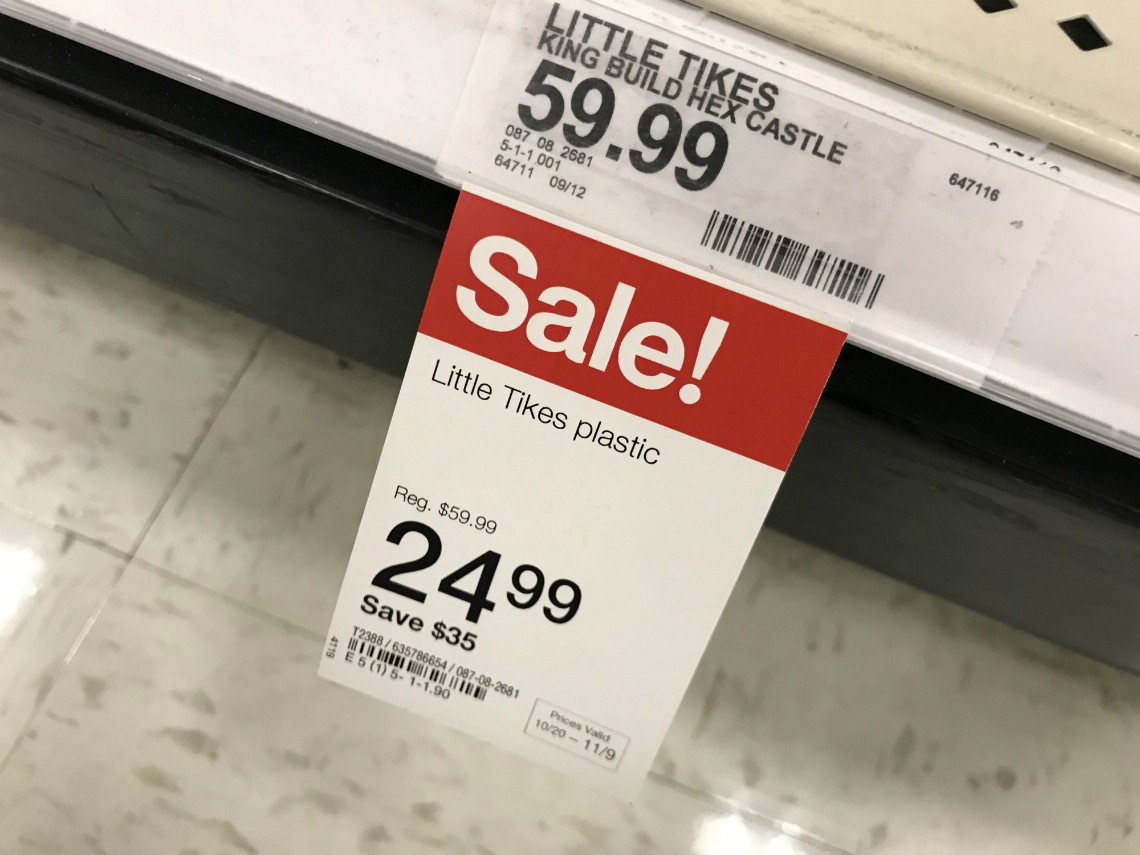 LITTLE TIKES
KING BUILD HEX CASTLE
59.99
087 08 2681
5-1-1 001
64711 09/12
647116
Sale!
Little Tikes plastic
Reg. $59.99
24 99
Save $35
T2388 / 635786654 / 087-08-2681
E 5 (1) 5- 1-1.90
4119
Prices Valid
10/20 – 11/9